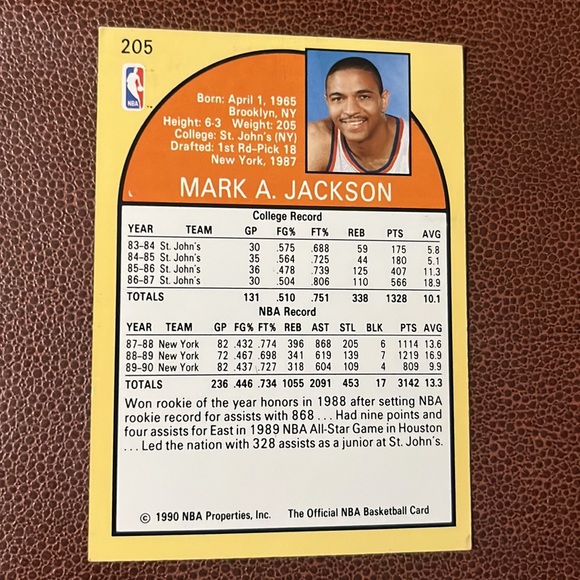 205
NBA
Born: April 1, 1965
Brooklyn, NY
Height: 6-3 Weight: 205
College: St. John's (NY)
Drafted: 1st Rd-Pick 18
New York, 1987
MARK A. JACKSON
College Record
YEAR TEAM GP FG% FT% REB PTS AVG
83-84 St. John's 30 .575 .688 59 175 5.8
84-85 St. John's 35 .564 .725 44 180 5.1
85-86 St. John's 36 .478 .739 125 407 11.3
86-87 St. John's 30 .504 .806 110 566 18.9
TOTALS 131 .510 .751 338 1328 10.1
NBA Record
YEAR TEAM GP FG% FT% REB AST STL BLK PTS AVG
87-88 New York 82 .432 .774 396 868 205 6 1114 13.6
88-89 New York 72 .467 .698 341 619 139 7 1219 16.9
89-90 New York 82 .437 .727 318 604 109 4 809 9.9
TOTALS 236 .446 .734 1055 2091 453 17 3142 13.3
Won rookie of the year honors in 1988 after setting NBA
rookie record for assists with 868 . . . Had nine points and
four assists for East in 1989 NBA All-Star Game in Houston
. . . Led the nation with 328 assists as a junior at St. John's.
© 1990 NBA Properties, Inc. The Official NBA Basketball Card